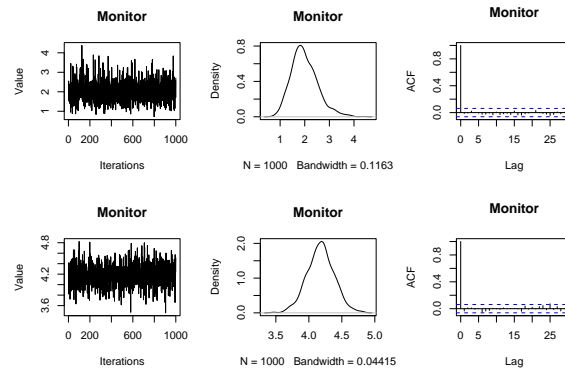 Monitor
Monitor
Monitor
Value
1 2 3 4
0 200 600 1000
Iterations
Density
0.0 0.4 0.8
1 2 3 4
N = 1000 Bandwidth = 0.1163
ACF
0.0 0.4 0.8
0 5 15 25
Lag
Monitor
Monitor
Monitor
Value
3.6 4.2 4.8
0 200 600 1000
Iterations
Density
0.0 1.0 2.0
3.5 4.0 4.5 5.0
N = 1000 Bandwidth = 0.04415
ACF
0.0 0.4 0.8
0 5 15 25
Lag